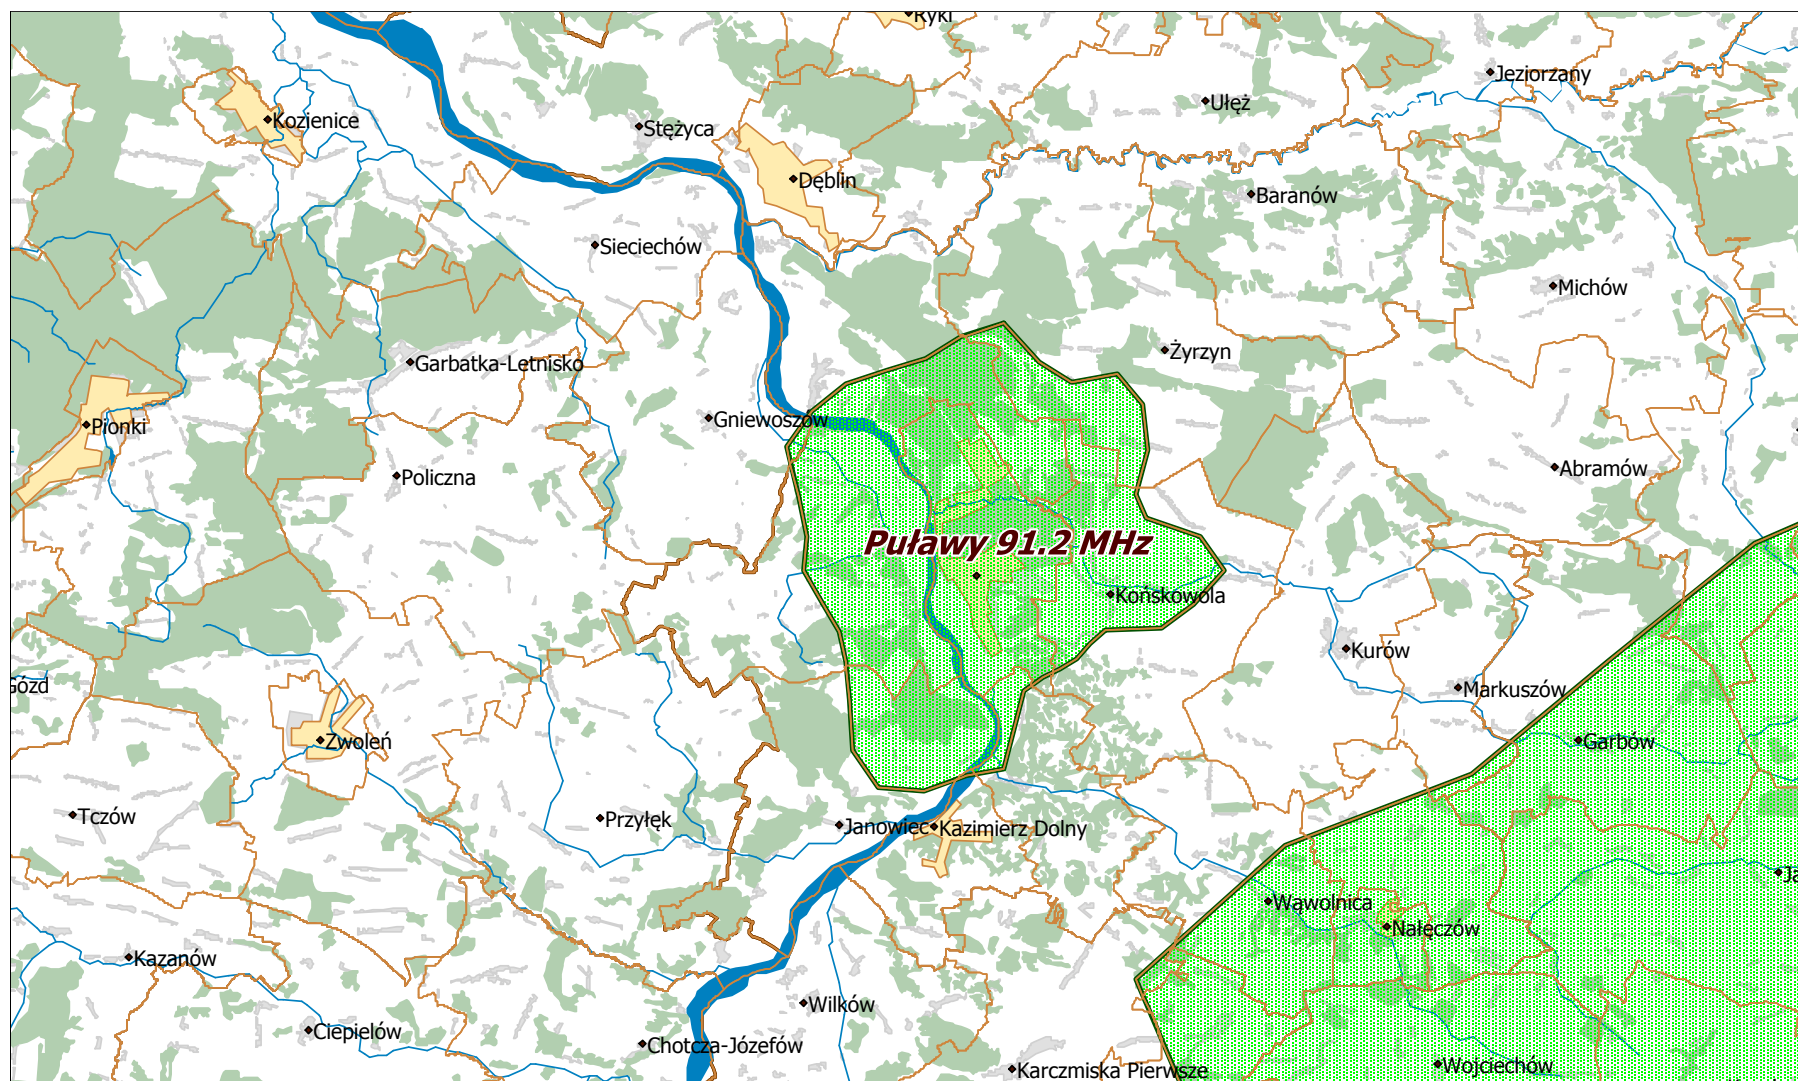 Ryki
Jeziorzany
Ułęż
Kozienice
Stężyca
Dęblin
Baranów
Sieciechów
Michów
Żyrzyn
Garbatka-Letnisko
Gniewoszów
Pionki
Abramów
Policzna
Puławy 91.2 MHz
Końskowola
Kurów
Gózd
Markuszów
Zwoleń
Garbów
Tczów
Przyłęk
Janowiec
Kazimierz Dolny
Wąwolnica
Nałęczów
Kazanów
Wilków
Ciepielów
Chotcza-Józefów
Wojciechów
Karczmiska Pierwsze